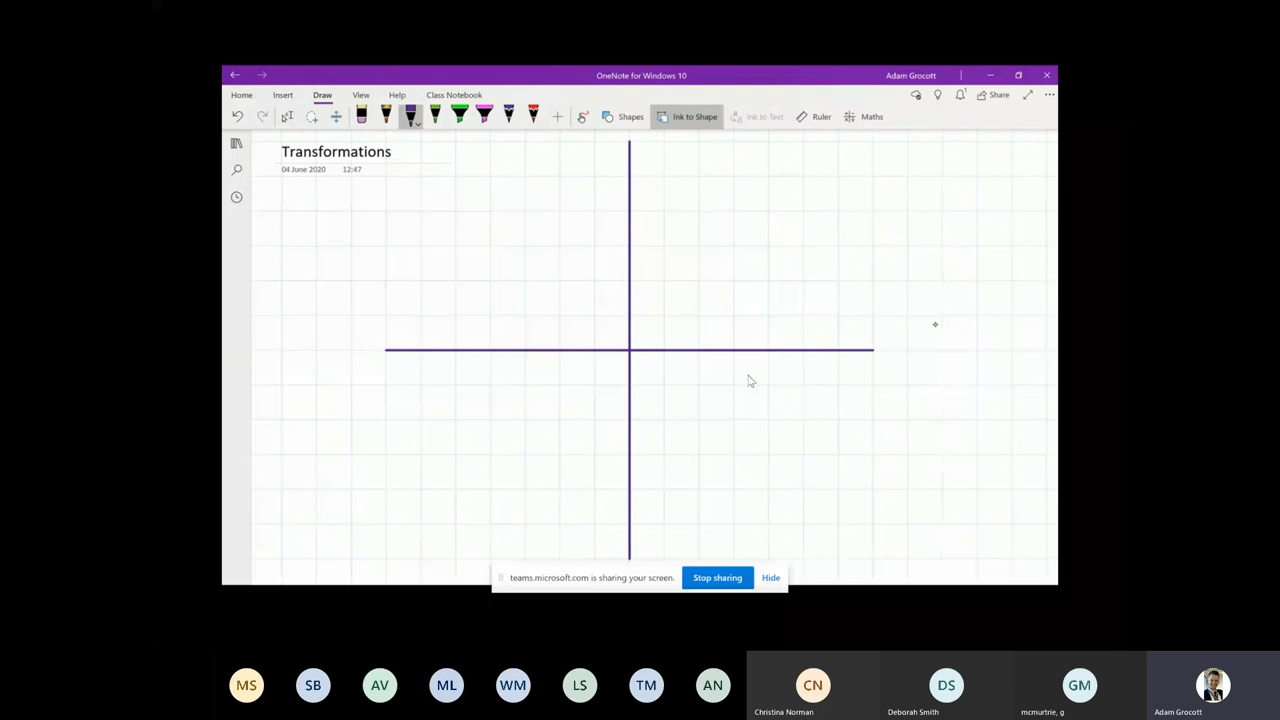 OneNote for Windows 10
Adam Grocott
Home Insert Draw View Help Class Notebook
Share
Shapes Ink to Shape Ink to Text Ruler Maths
Transformations
04 June 2020 12:47
teams.microsoft.com is sharing your screen. Stop sharing Hide
MS SB AV ML WM LS TM AN CN DS GM
Christina Norman Deborah Smith mcmurtrie, g Adam Grocott